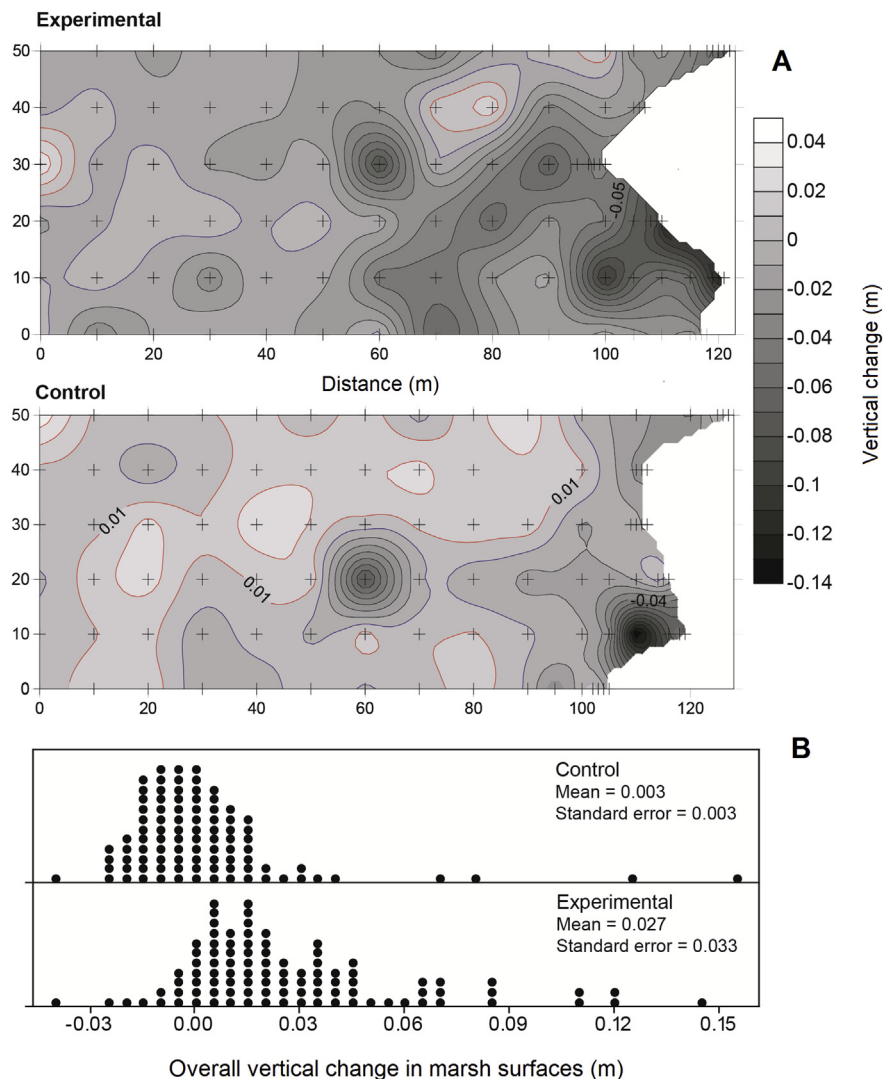 Experimental
A
50
40
30
20
10
0
-0.05
0 20 40 60 80 100 120
Distance (m)
0.04
0.02
0
-0.02
-0.04
-0.06
-0.08
-0.1
-0.12
-0.14
Vertical change (m)
Control
50
40
30
20
10
0
0.01
0.01
0.01
-0.04
0 20 40 60 80 100 120
B
Control
Mean = 0.003
Standard error = 0.003
Experimental
Mean = 0.027
Standard error = 0.033
-0.03 0.00 0.03 0.06 0.09 0.12 0.15
Overall vertical change in marsh surfaces (m)